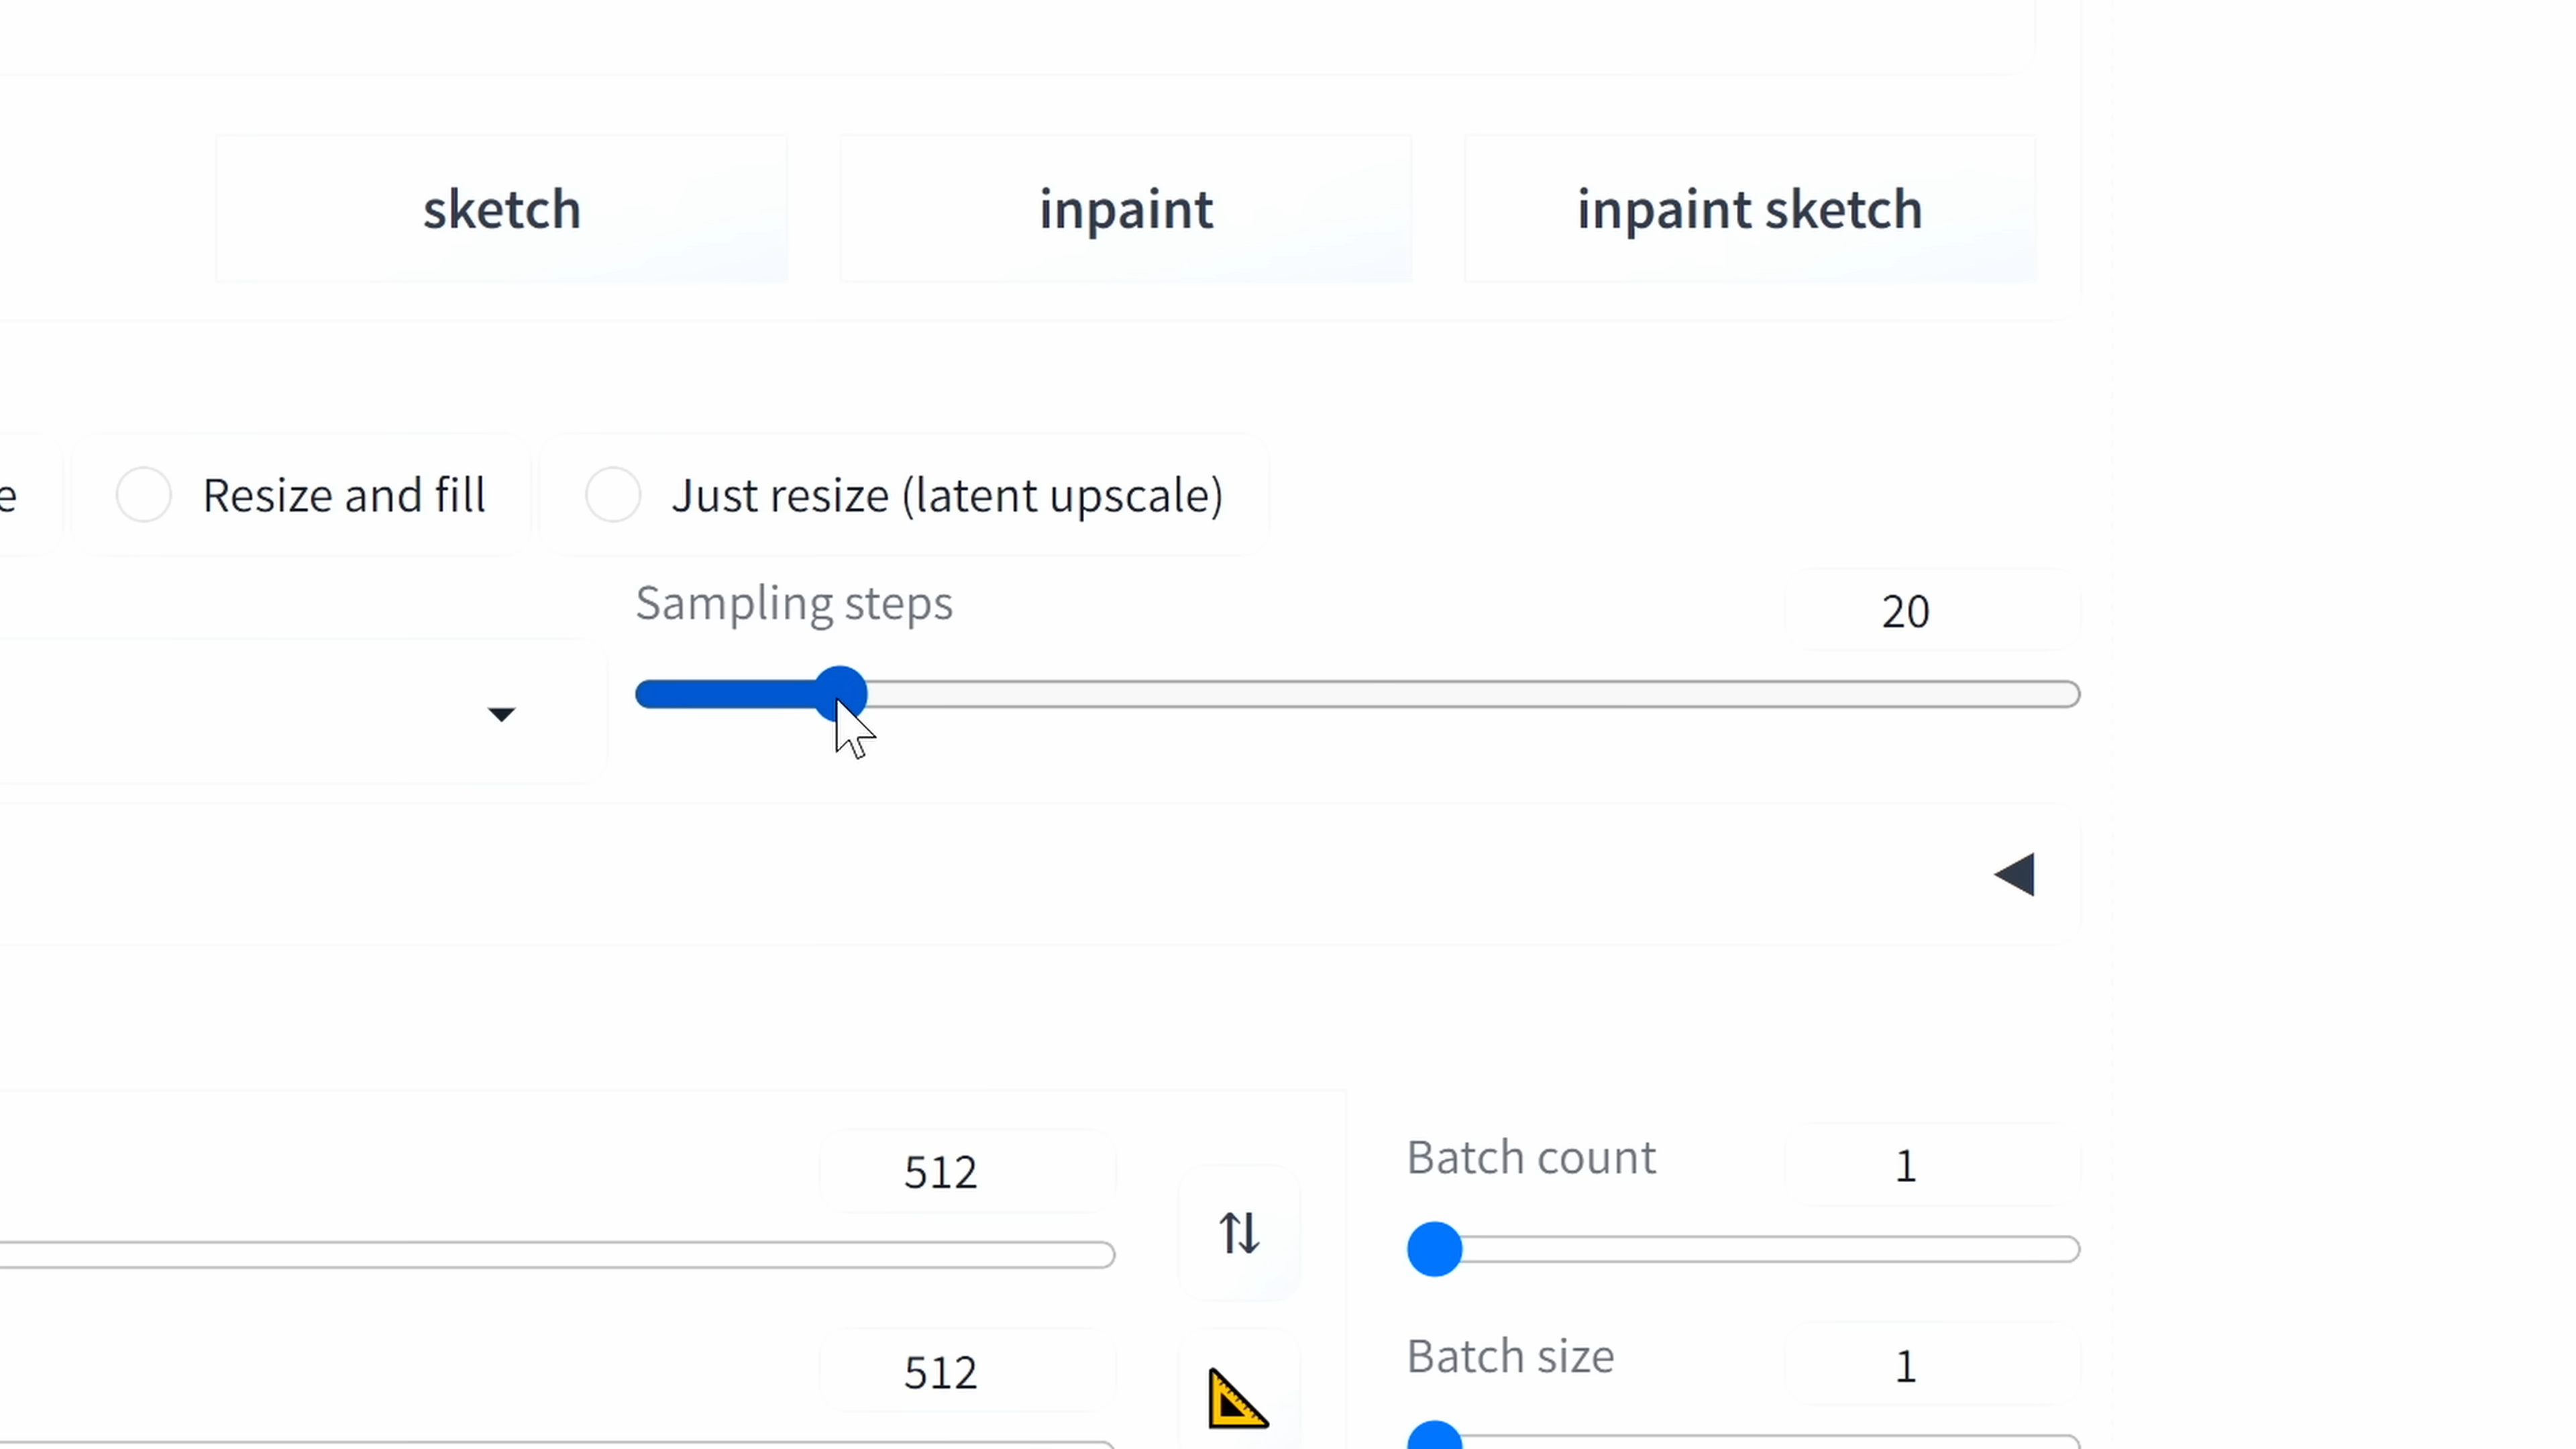 sketch
inpaint
inpaint sketch
e
Resize and fill
Just resize (latent upscale)
Sampling steps
20
512
Batch count
1
512
Batch size
1